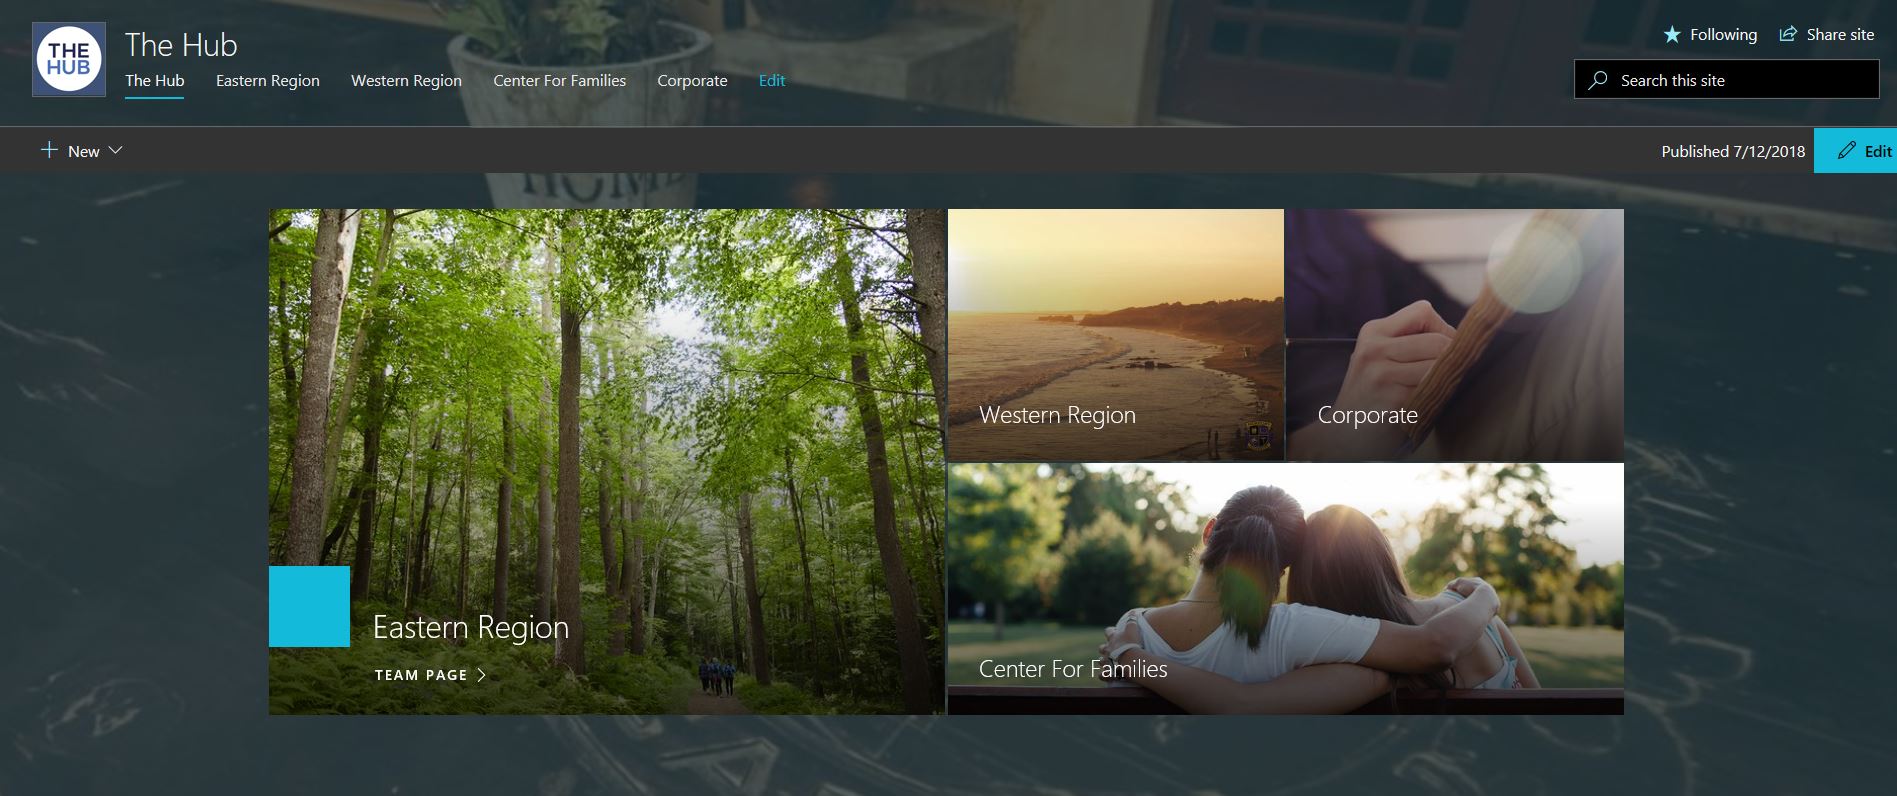 THE
HUB
The Hub
Following
Share site
The Hub
Eastern Region
Western Region
Center For Families
Corporate
Edit
Search this site
New
Published 7/12/2018
Edit
HOME
Western Region
Corporate
Eastern Region
TEAM PAGE
Center For Families